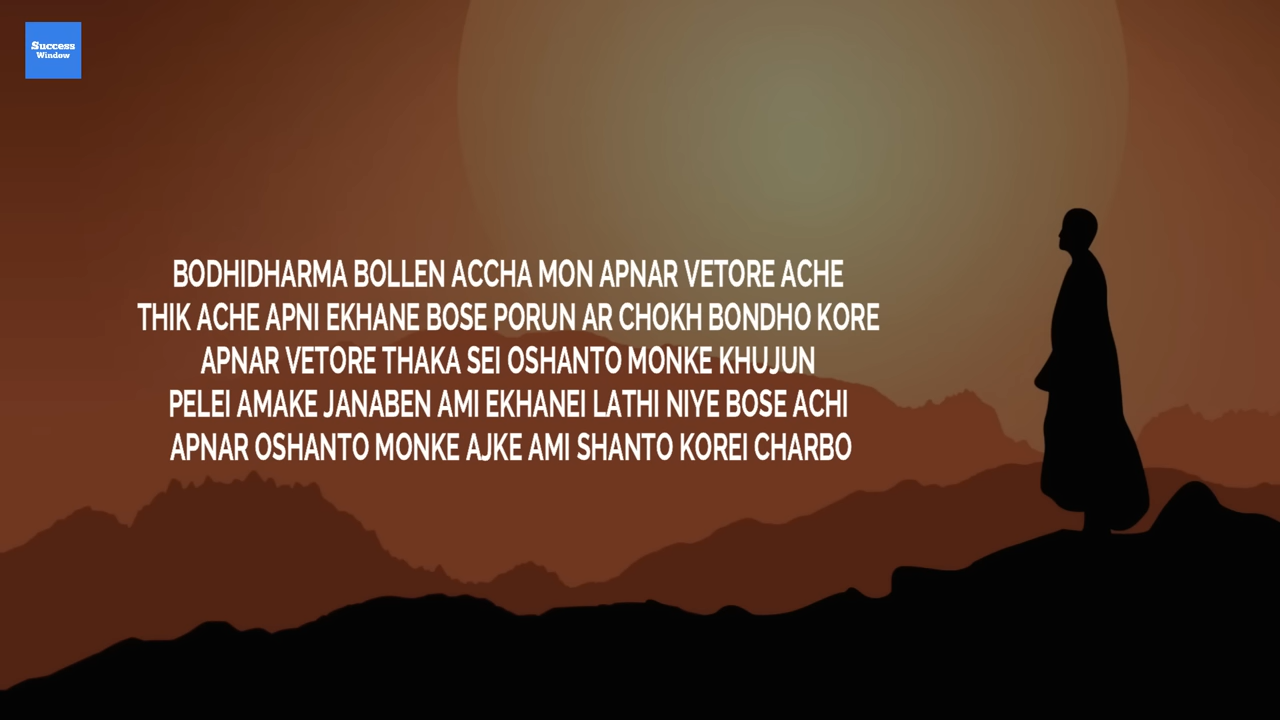 Success
Window
BODHIDHARMA BOLLEN ACCHA MON APNAR VETORE ACHE
THIK ACHE APNI EKHANE BOSE PORUN AR CHOKH BONDHO KORE
APNAR VETORE THAKA SEI OSHANTO MONKE KHUJUN
PELEI AMAKE JANABEN AMI EKHANEI LATHI NIYE BOSE ACHI
APNAR OSHANTO MONKE AJKE AMI SHANTO KOREI CHARBO